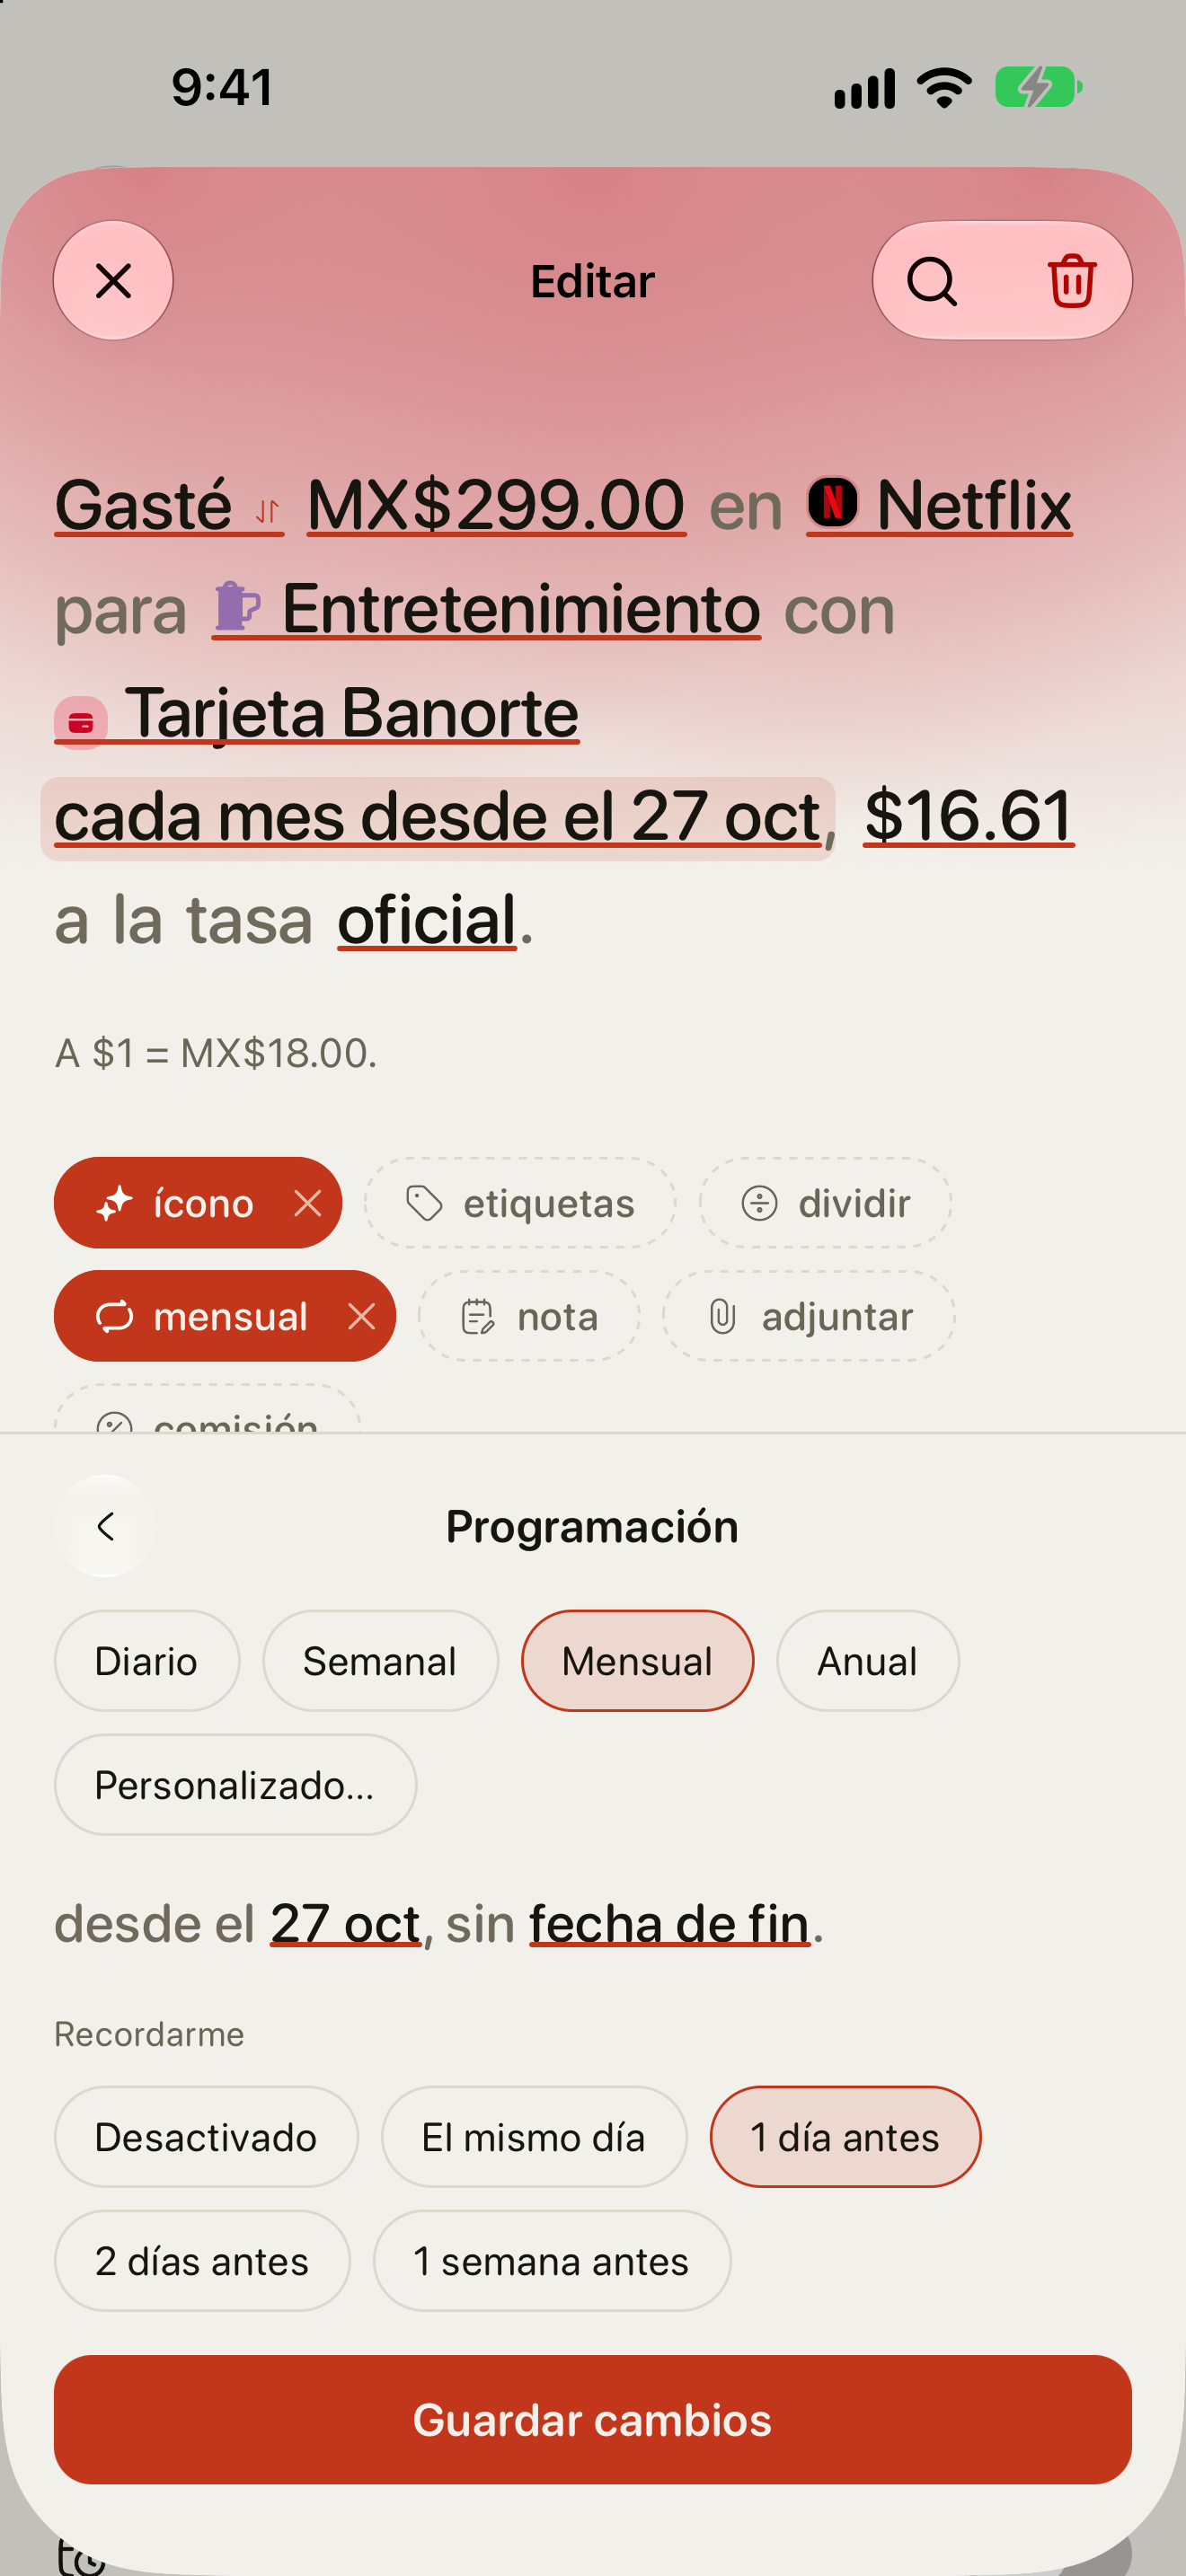 9:41
Editar
Gasté MX$299.00 en Netflix
para Entretenimiento con
Tarjeta Banorte
cada mes desde el 27 oct, $16.61
a la tasa oficial.
A $1 = MX$18.00.
ícono etiquetas dividir
mensual nota adjuntar
comisión
Programación
Diario Semanal Mensual Anual
Personalizado...
desde el 27 oct, sin fecha de fin.
Recordarme
Desactivado El mismo día 1 día antes
2 días antes 1 semana antes
Guardar cambios